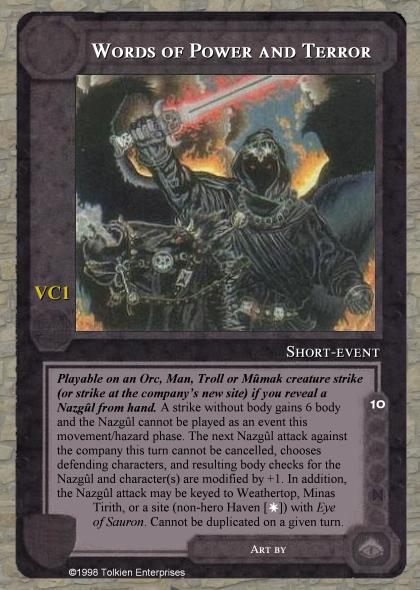 Words of Power and Terror
VC1
Short-event
Playable on an Orc, Man, Troll or Mûmak creature strike
(or strike at the company's new site) if you reveal a
Nazgûl from hand. A strike without body gains 6 body
and the Nazgûl cannot be played as an event this
movement/hazard phase. The next Nazgûl attack against
the company this turn cannot be cancelled, chooses
defending characters, and resulting body checks for the
Nazgûl and character(s) are modified by +1. In addition,
the Nazgûl attack may be keyed to Weathertop, Minas
Tirith, or a site (non-hero Haven [✷]) with Eye
of Sauron. Cannot be duplicated on a given turn.
10
Art by
©1998 Tolkien Enterprises